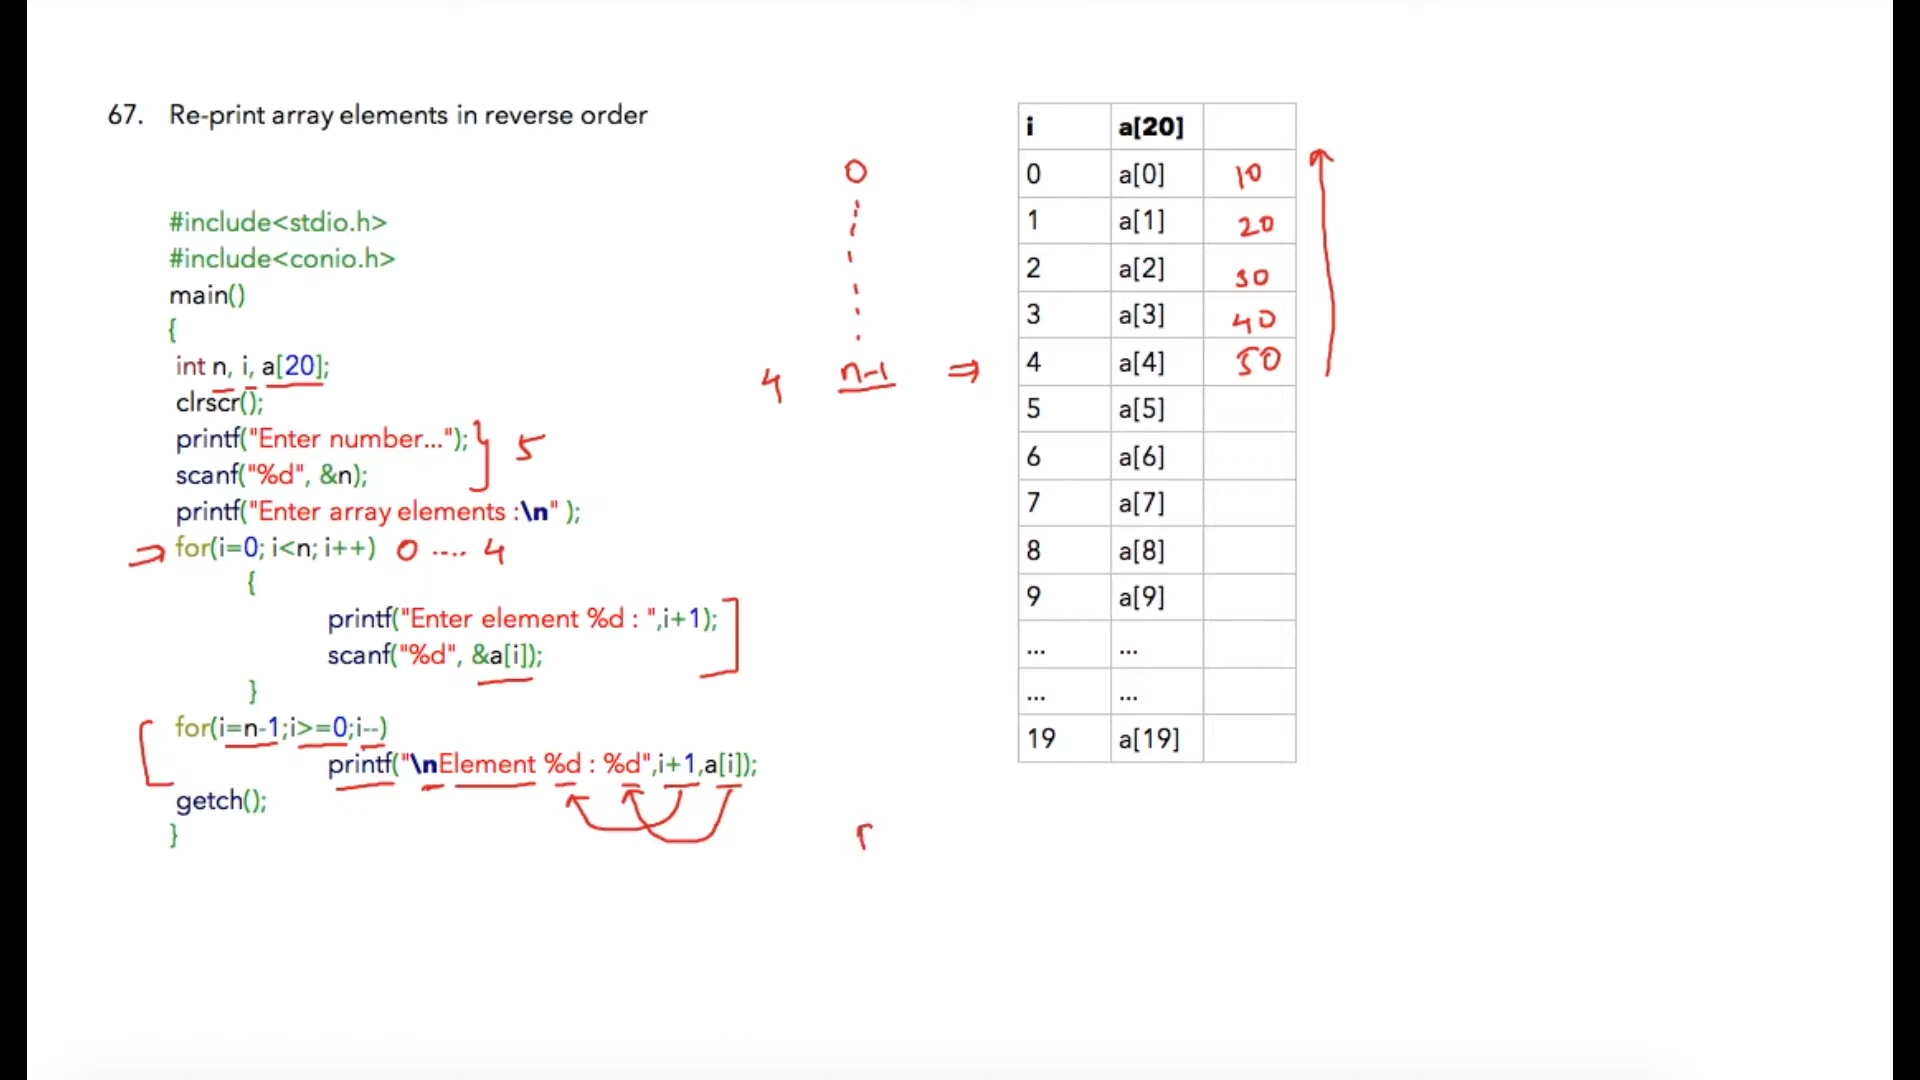 67. Re-print array elements in reverse order
#include<stdio.h>
#include<conio.h>
main()
{
int n, i, a[20];
clrscr();
printf("Enter number...");
scanf("%d", &n);
5
printf("Enter array elements :\n" );
for(i=0; i<n; i++) 0 .... 4
{
printf("Enter element %d : ",i+1);
scanf("%d", &a[i]);
}
for(i=n-1;i>=0;i--)
printf("\nElement %d : %d",i+1,a[i]);
getch();
}
0
4 n-1 ⇒
i a[20]
0 a[0] 10
1 a[1] 20
2 a[2] 30
3 a[3] 40
4 a[4] 50
5 a[5]
6 a[6]
7 a[7]
8 a[8]
9 a[9]
... ...
... ...
19 a[19]